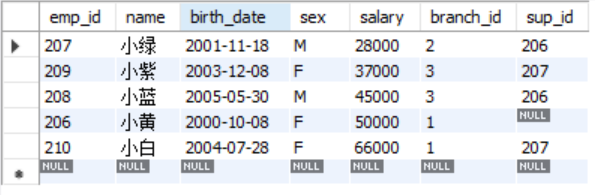 emp_id name birth_date sex salary branch_id sup_id
207 小绿 2001-11-18 M 28000 2 206
209 小紫 2003-12-08 F 37000 3 207
208 小蓝 2005-05-30 M 45000 3 206
206 小黄 2000-10-08 F 50000 1 NULL
210 小白 2004-07-28 F 66000 1 207
NULL NULL NULL NULL NULL NULL NULL